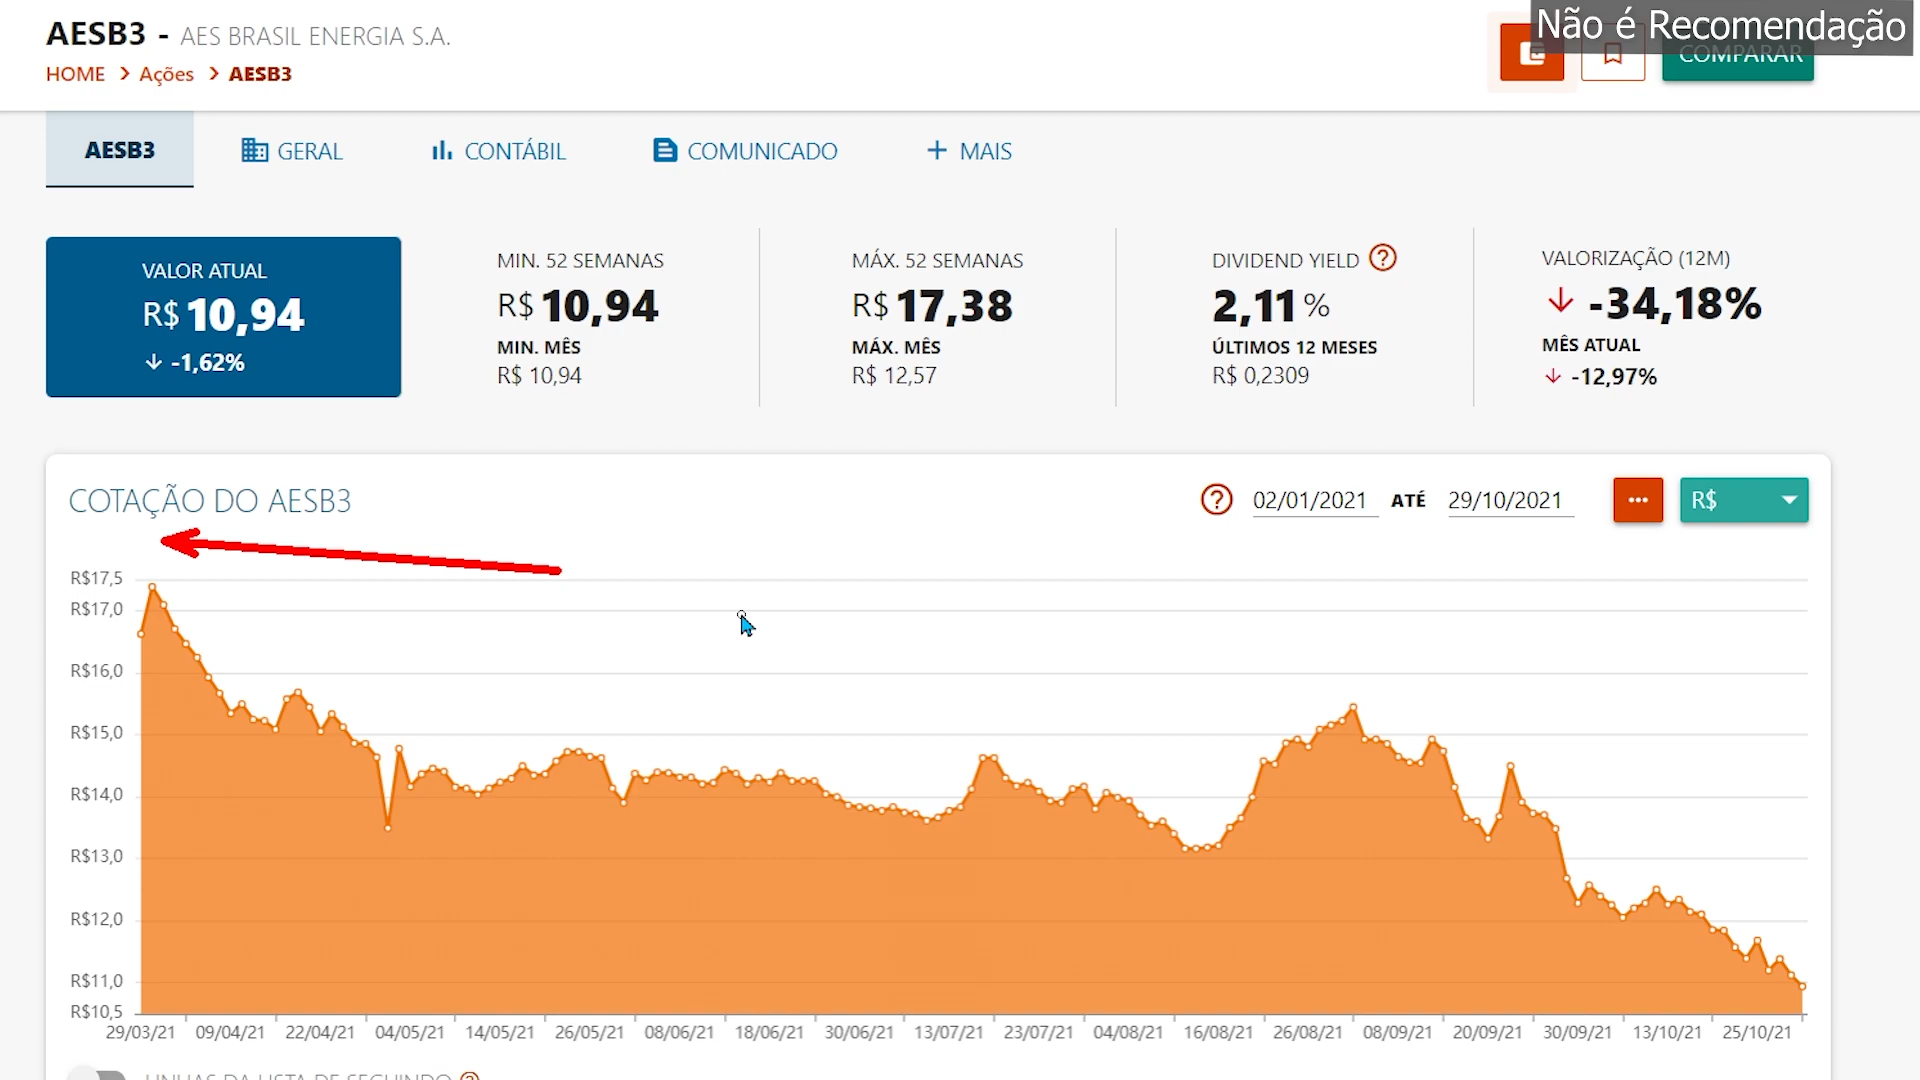 AESB3 - AES BRASIL ENERGIA S.A.
Não é Recomendação
HOME > Ações > AESB3
COMPARAR
AESB3
GERAL
CONTÁBIL
COMUNICADO
+ MAIS
VALOR ATUAL
R$ 10,94
-1,62%
MIN. 52 SEMANAS
R$ 10,94
MIN. MÊS
R$ 10,94
MÁX. 52 SEMANAS
R$ 17,38
MÁX. MÊS
R$ 12,57
DIVIDEND YIELD ?
2,11 %
ÚLTIMOS 12 MESES
R$ 0,2309
VALORIZAÇÃO (12M)
-34,18%
MÊS ATUAL
-12,97%
COTAÇÃO DO AESB3
? 02/01/2021 ATÉ 29/10/2021 ... R$
R$17,5
R$17,0
R$16,0
R$15,0
R$14,0
R$13,0
R$12,0
R$11,0
R$10,5
29/03/21 09/04/21 22/04/21 04/05/21 14/05/21 26/05/21 08/06/21 18/06/21 30/06/21 13/07/21 23/07/21 04/08/21 16/08/21 26/08/21 08/09/21 20/09/21 30/09/21 13/10/21 25/10/21